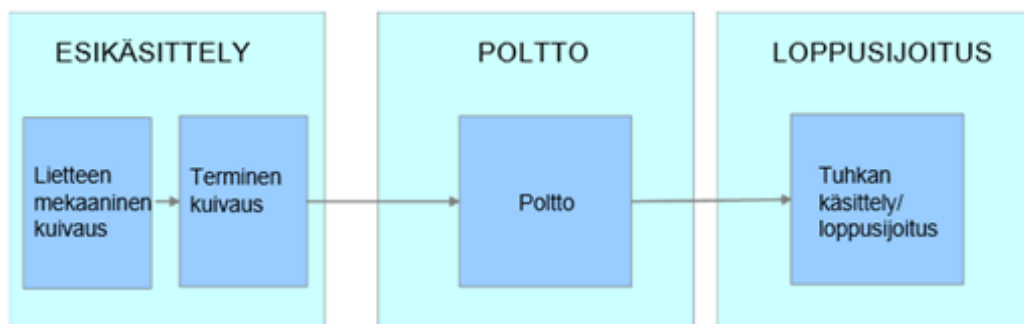 ESIKÄSITTELY
Lietteen
mekaaninen
kuivaus
Terminen
kuivaus
POLTTO
Poltto
LOPPUSIJOITUS
Tuhkan
käsittely/
loppusijoitus